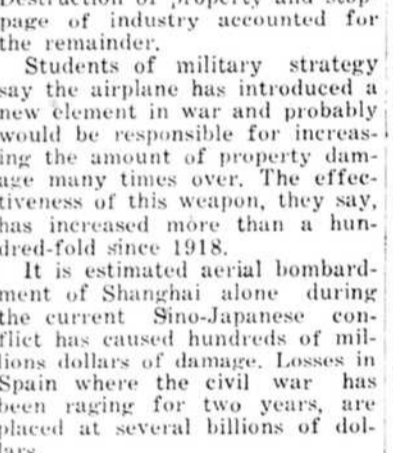 Destruction of property and stop-
page of industry accounted for
the remainder.
Students of military strategy
say the airplane has introduced a
new element in war and probably
would be responsible for increas-
ing the amount of property dam-
age many times over. The effec-
tiveness of this weapon, they say,
has increased more than a hun-
dred-fold since 1918.
It is estimated aerial bombard-
ment of Shanghai alone during
the current Sino-Japanese con-
flict has caused hundreds of mil-
lions dollars of damage. Losses in
Spain where the civil war has
been raging for two years, are
placed at several billions of dol-
lars.